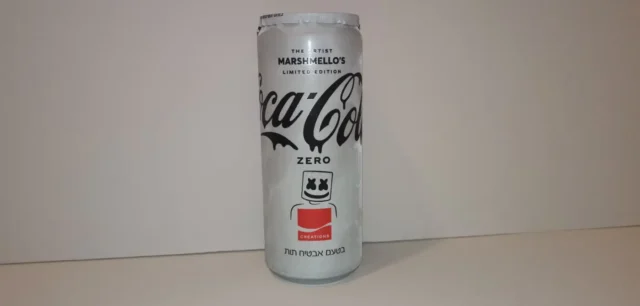 THE ARTIST
MARSHMELLO'S
LIMITED EDITION
Coca-Cola
ZERO
CREATIONS
בטעם אבטיח תות